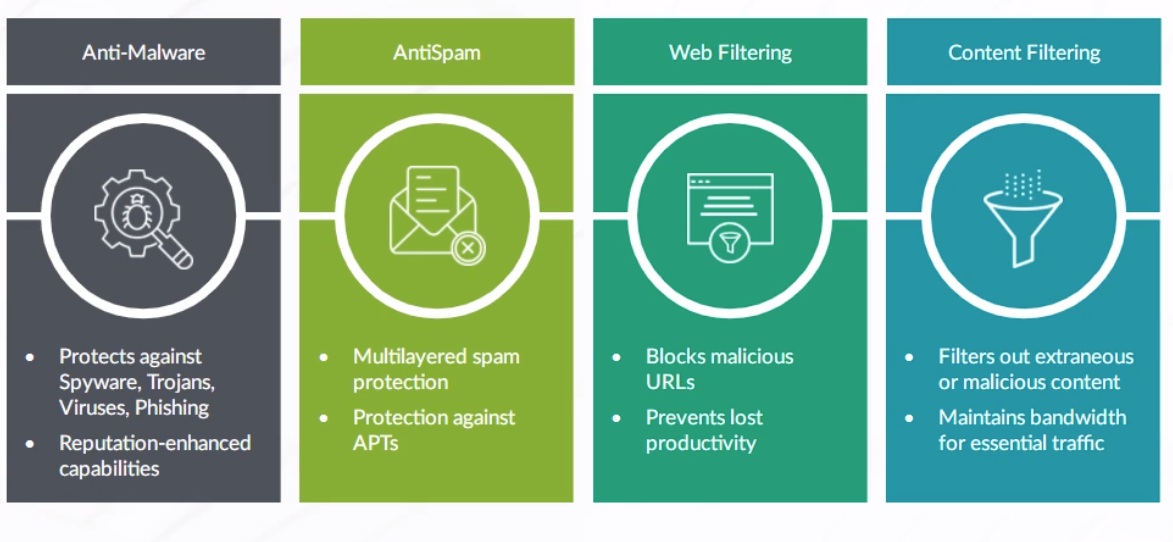 Anti-Malware
AntiSpam
Web Filtering
Content Filtering
• Protects against
Spyware, Trojans,
Viruses, Phishing
• Reputation-enhanced
capabilities
• Multilayered spam
protection
• Protection against
APTs
• Blocks malicious
URLs
• Prevents lost
productivity
• Filters out extraneous
or malicious content
• Maintains bandwidth
for essential traffic